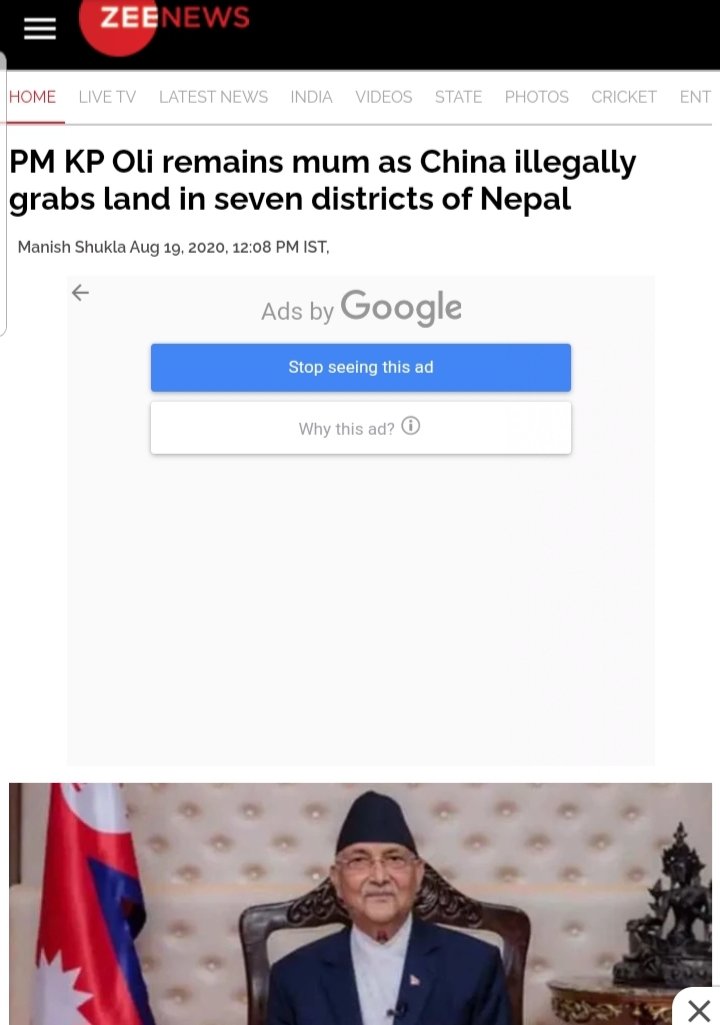 ZEENEWS
HOME LIVE TV LATEST NEWS INDIA VIDEOS STATE PHOTOS CRICKET ENT
PM KP Oli remains mum as China illegally
grabs land in seven districts of Nepal
Manish Shukla Aug 19, 2020, 12:08 PM IST,
Ads by Google
Stop seeing this ad
Why this ad?